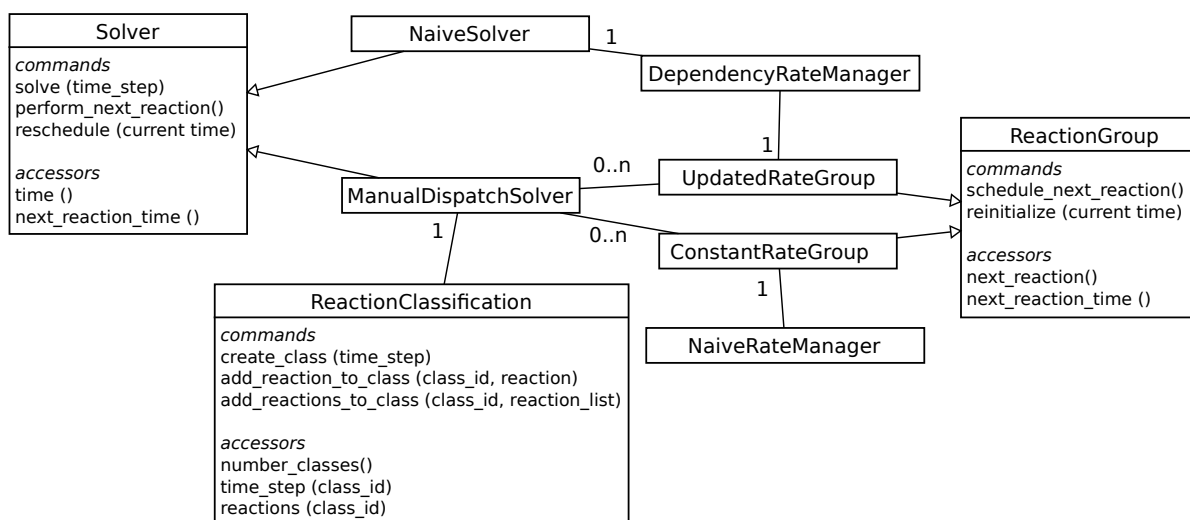 Solver
commands
solve (time_step)
perform_next_reaction()
reschedule (current time)
accessors
time ()
next_reaction_time ()
NaiveSolver
1
DependencyRateManager
1
0..n
UpdatedRateGroup
ManualDispatchSolver
1
0..n
ConstantRateGroup
1
NaiveRateManager
ReactionGroup
commands
schedule_next_reaction()
reinitialize (current time)
accessors
next_reaction()
next_reaction_time ()
ReactionClassification
commands
create_class (time_step)
add_reaction_to_class (class_id, reaction)
add_reactions_to_class (class_id, reaction_list)
accessors
number_classes()
time_step (class_id)
reactions (class_id)